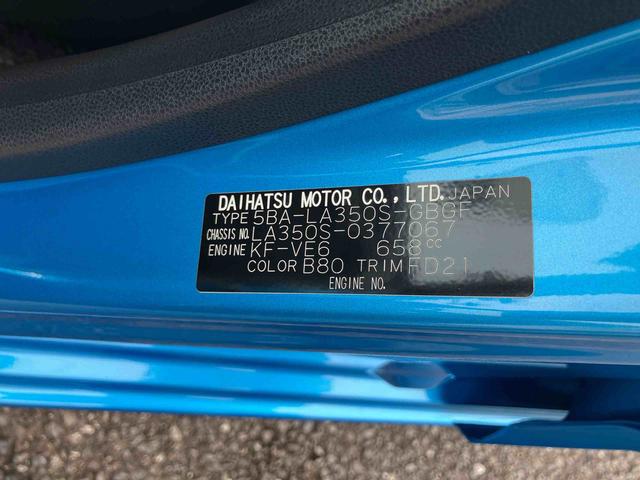 DAIHATSU MOTOR CO.,LTD. JAPAN
TYPE 5BA-LA350S-GBGF
CHASSIS NO. LA350S-0377067
ENGINE KF-VE6 658cc
COLOR B80 TRIM FD21
ENGINE NO.